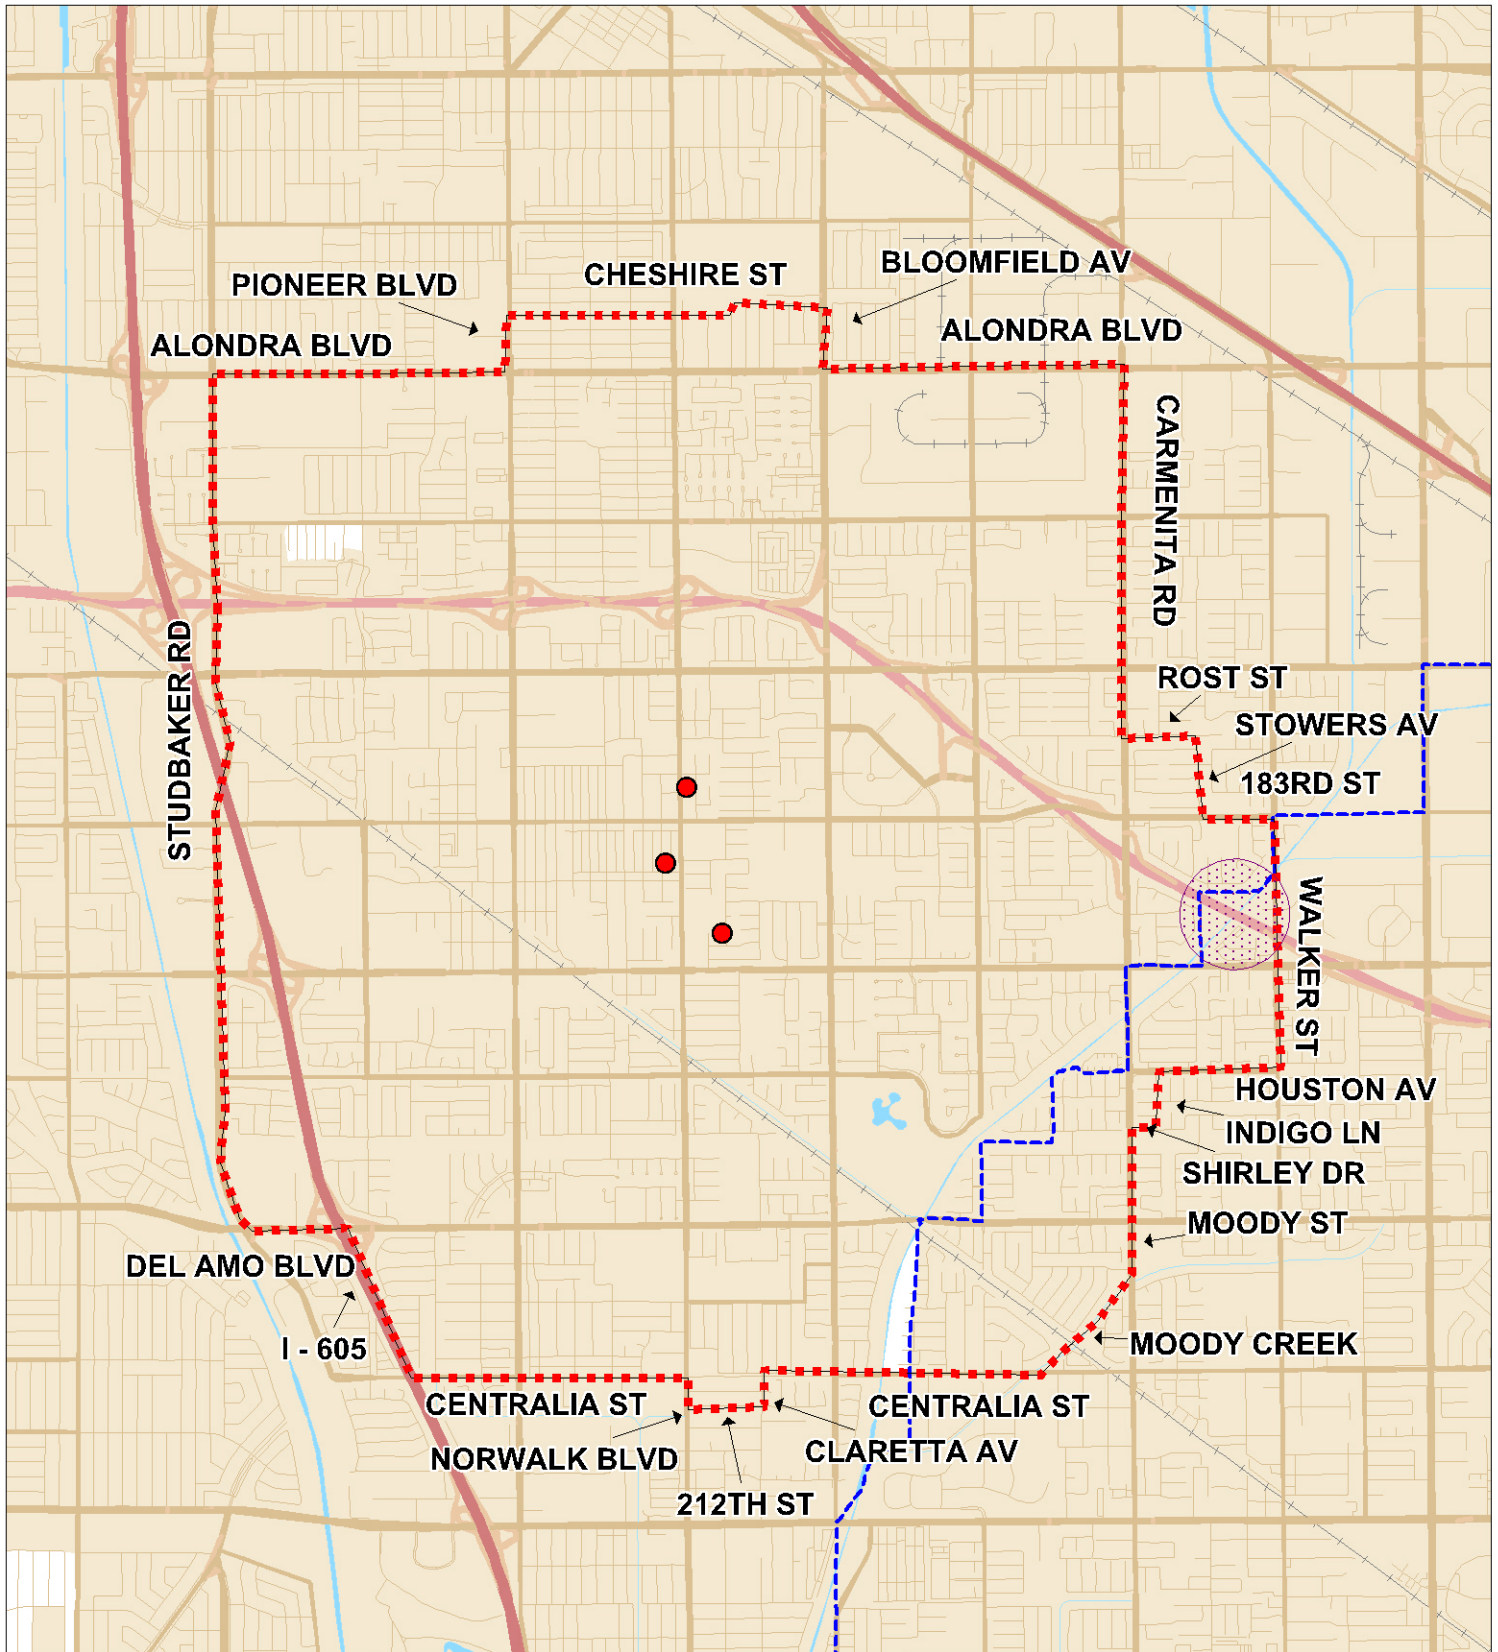 BLOOMFIELD AV
CHESHIRE ST
PIONEER BLVD
ALONDRA BLVD
ALONDRA BLVD
CARMENITA RD
STUDBAKER RD
ROST ST
STOWERS AV
183RD ST
WALKER ST
HOUSTON AV
INDIGO LN
SHIRLEY DR
MOODY ST
DEL AMO BLVD
I - 605
MOODY CREEK
CENTRALIA ST
CENTRALIA ST
NORWALK BLVD
CLARETTA AV
212TH ST